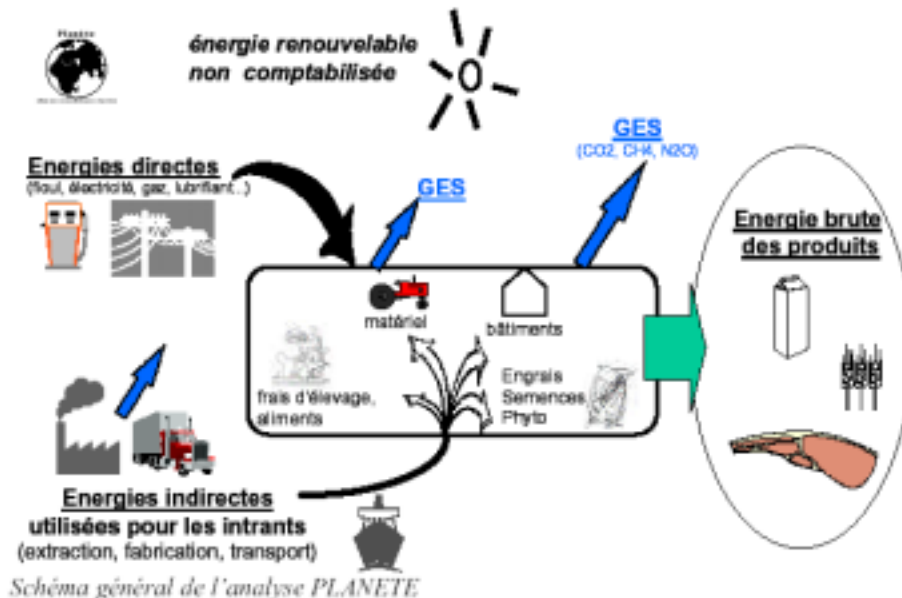 Planète
énergie renouvelable
non comptabilisée
GES
(CO2, CH4, N2O)
Energies directes
(fioul, électricité, gaz, lubrifiant...)
GES
Energie brute
des produits
matériel
bâtiments
frais d'élevage,
aliments
Engrais
Semences
Phyto
Energies indirectes
utilisées pour les intrants
(extraction, fabrication, transport)
Schéma général de l'analyse PLANETE